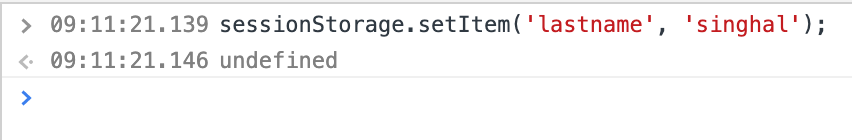 > 09:11:21.139 sessionStorage.setItem('lastname', 'singhal');
< 09:11:21.146 undefined
>